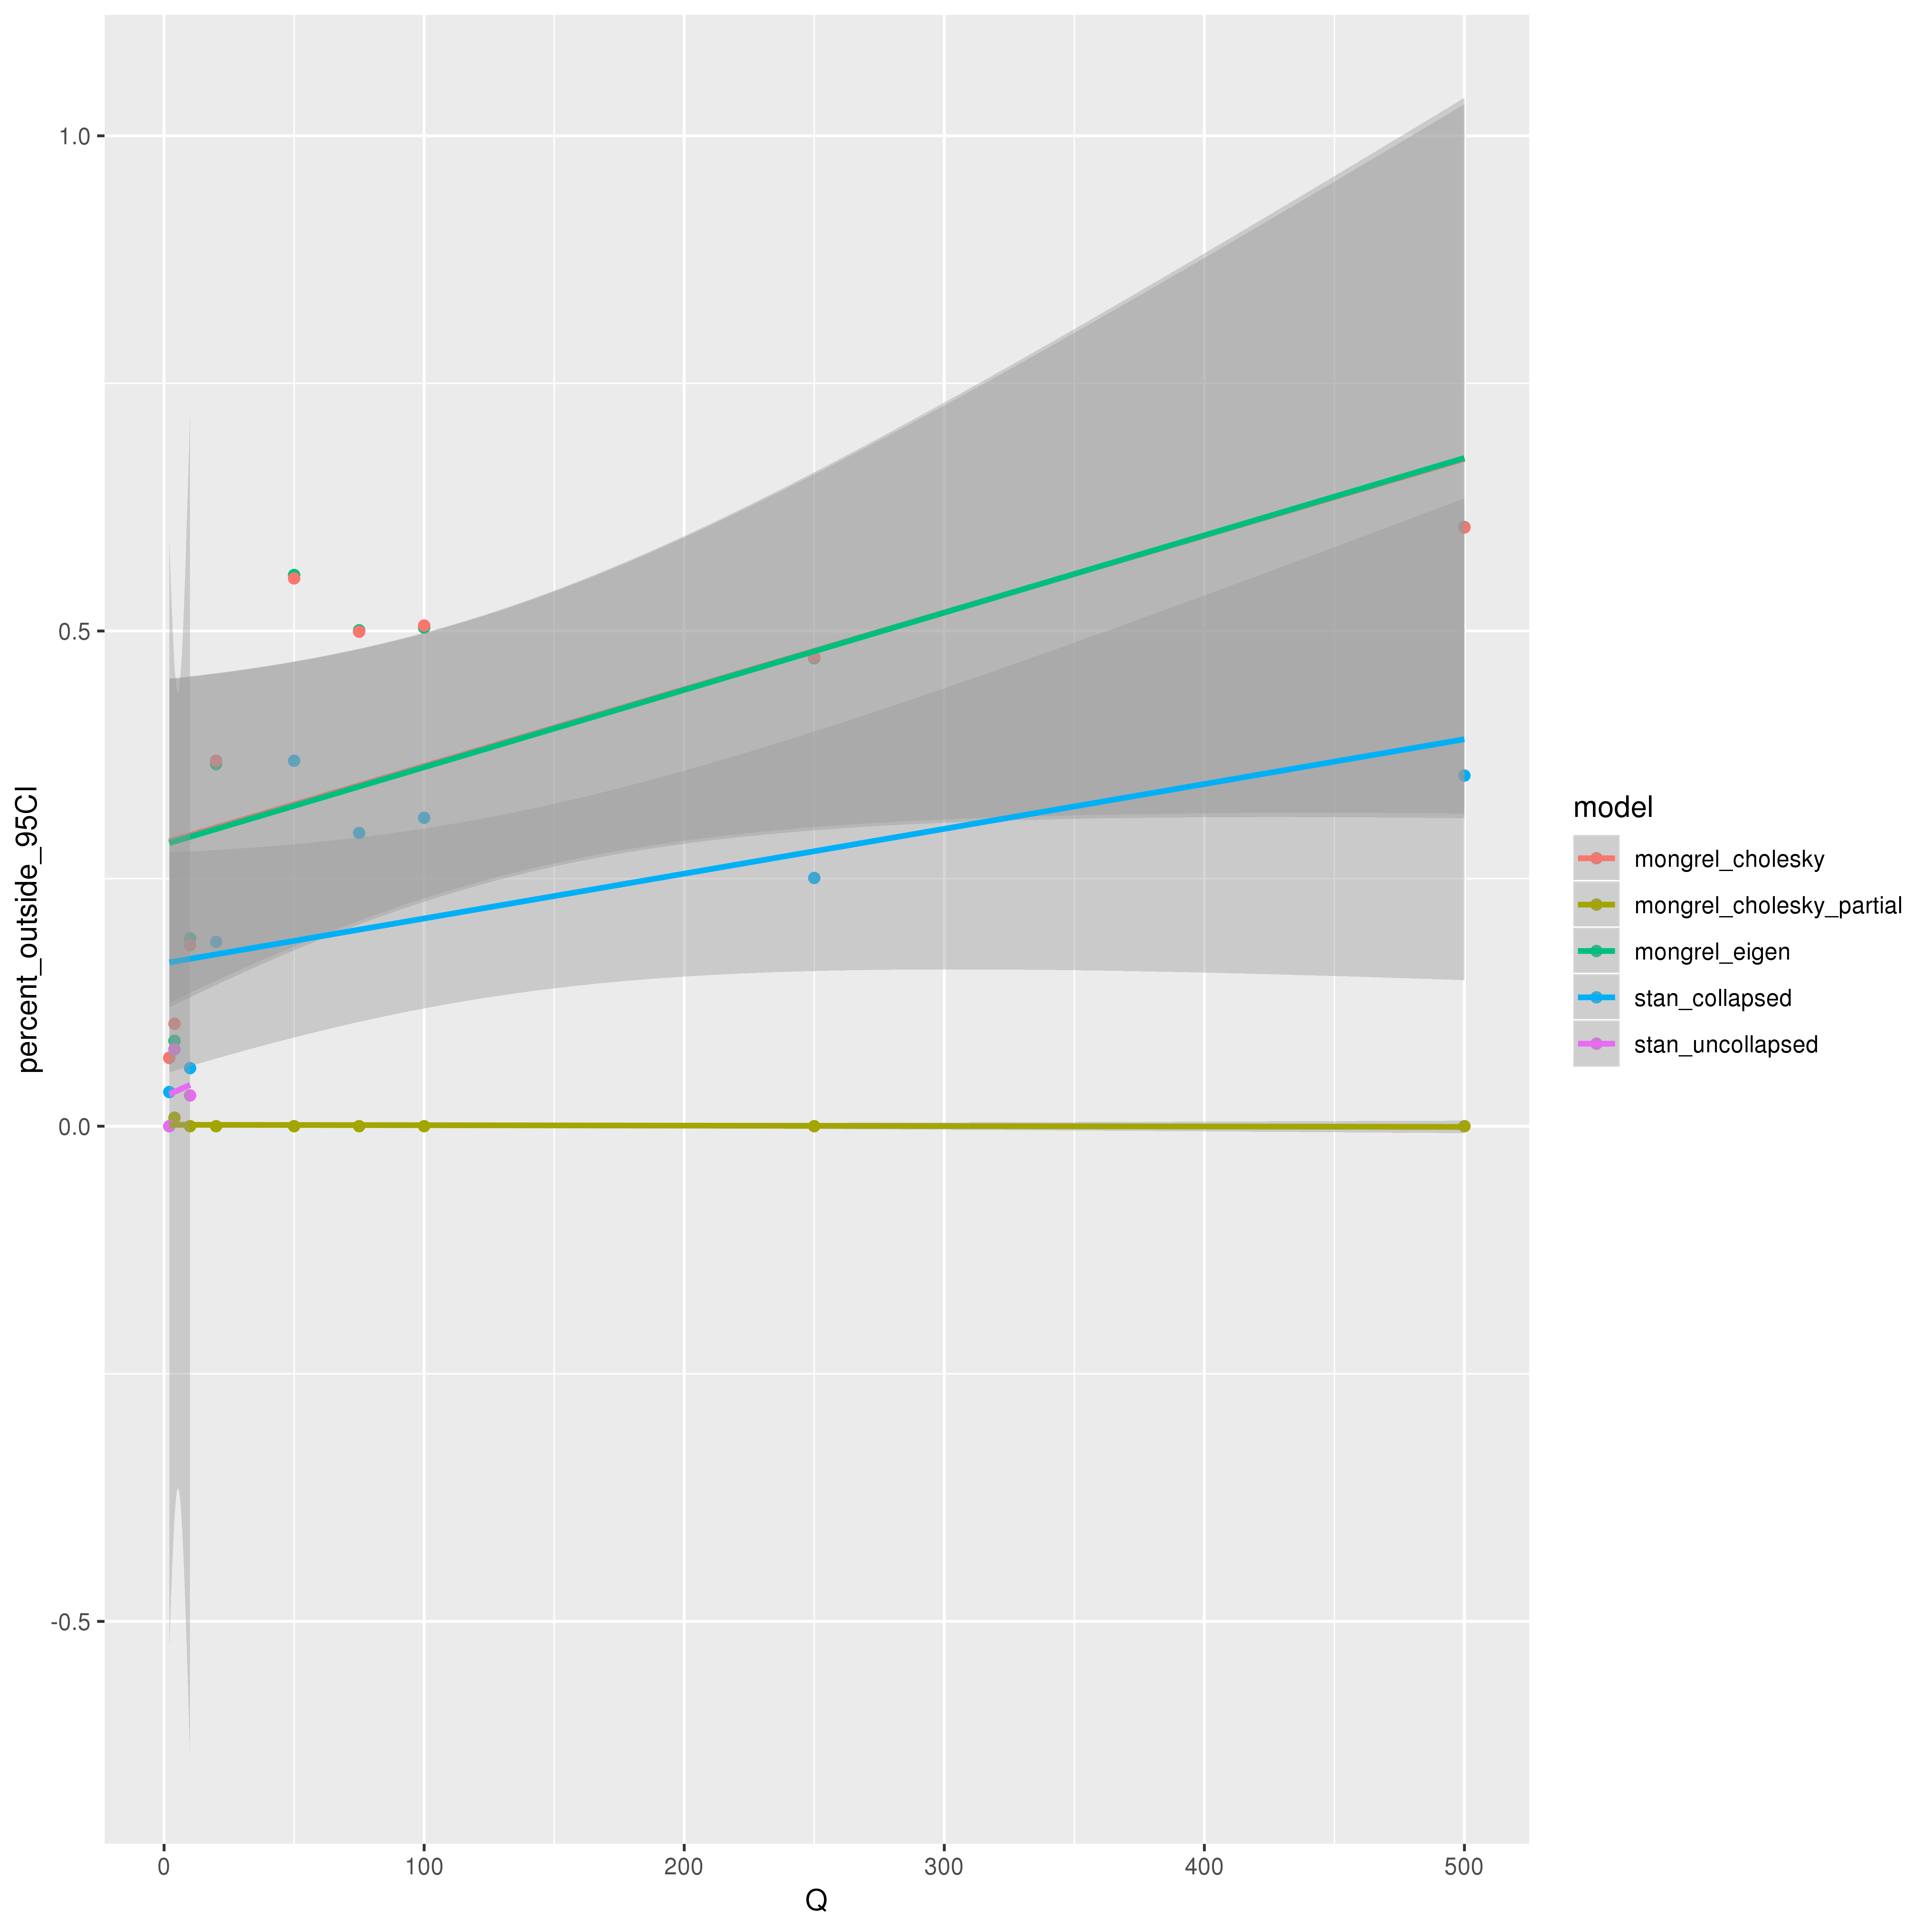 percent_outside_95CI
1.0
0.5
0.0
-0.5
0
100
200
300
400
500
Q
model
mongrel_cholesky
mongrel_cholesky_partial
mongrel_eigen
stan_collapsed
stan_uncollapsed